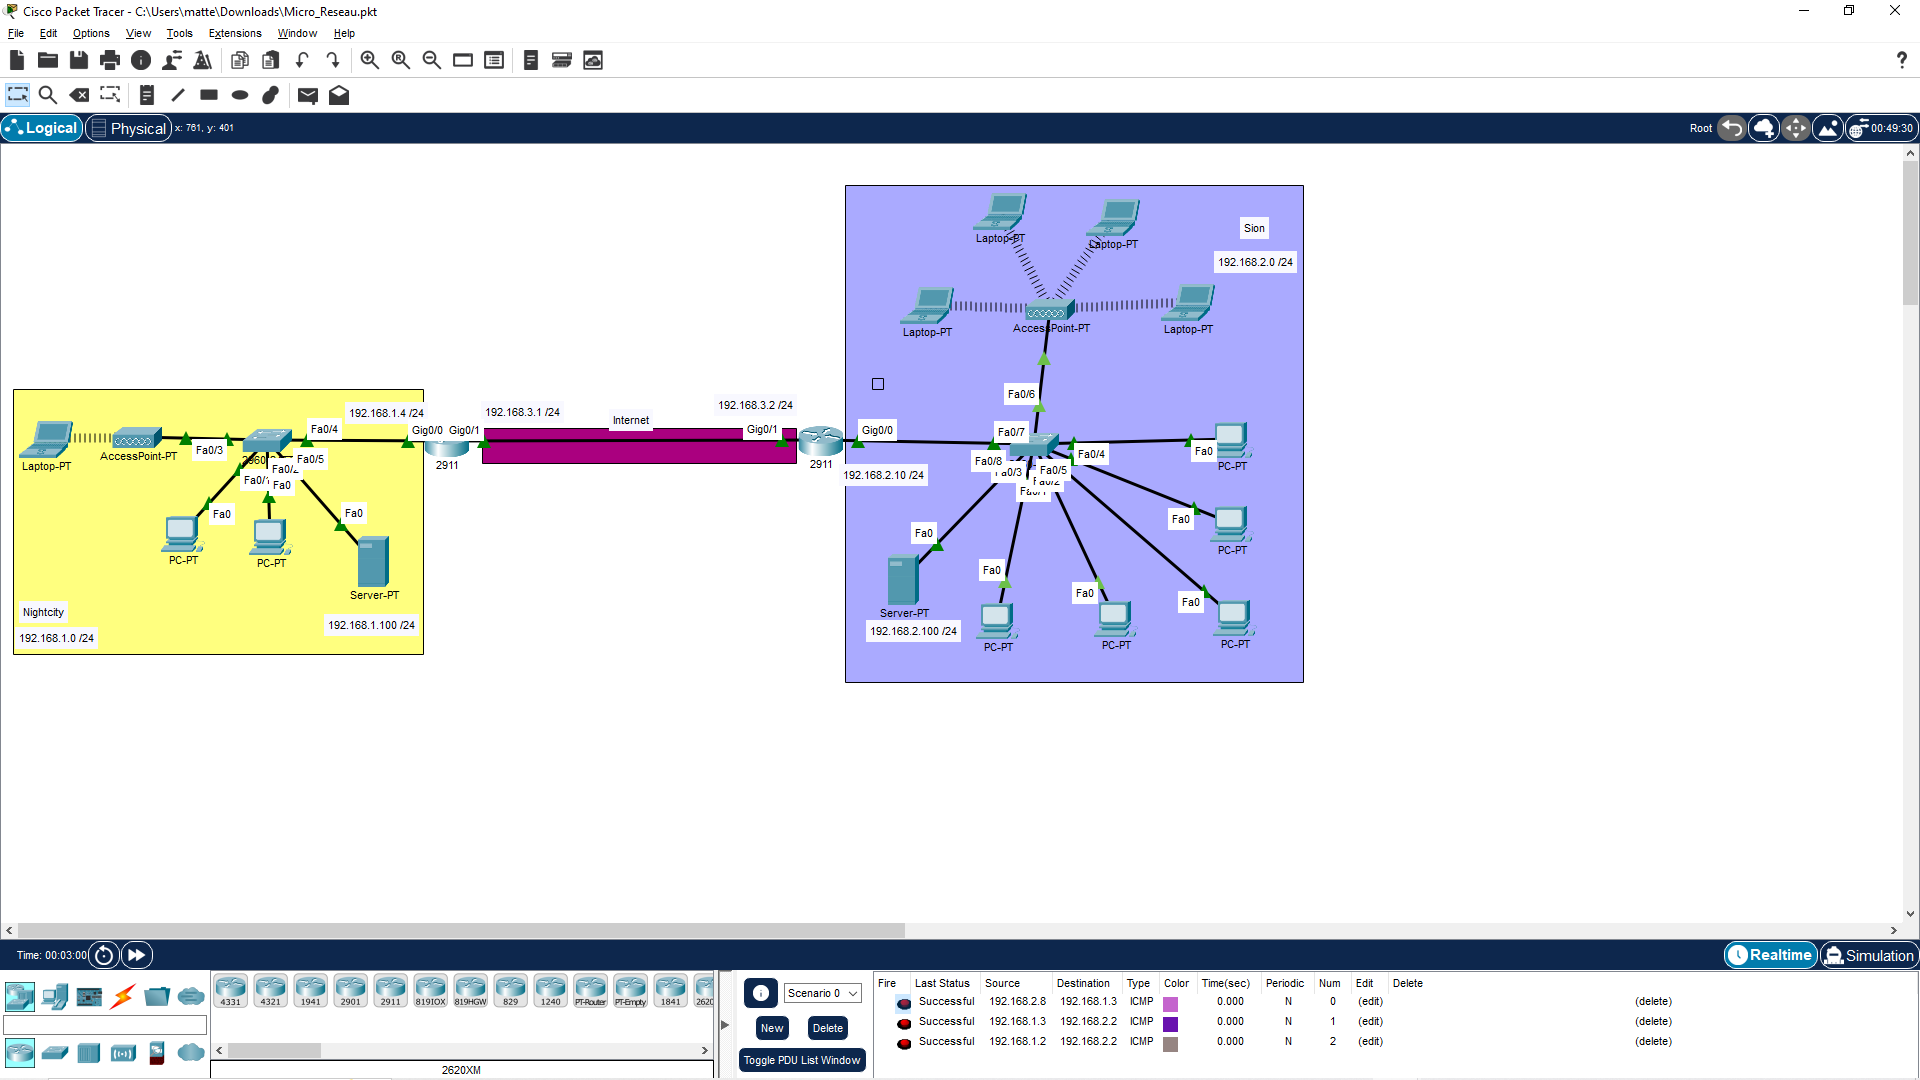 Cisco Packet Tracer - C:\Users\matte\Downloads\Micro_Reseau.pkt
File Edit Options View Tools Extensions Window Help
?
Logical Physical x: 761, y: 401
Root 00:49:30
Laptop-PT
Laptop-PT
Sion
192.168.2.0 /24
Laptop-PT
AccessPoint-PT
Laptop-PT
Fa0/6
192.168.1.4 /24
192.168.3.1 /24
Internet
192.168.3.2 /24
Laptop-PT
AccessPoint-PT
Fa0/3
Fa0/4
Gig0/0
Gig0/1
2911
Gig0/1
2911
Gig0/0
Fa0/7
Fa0/4
Fa0
PC-PT
Fa0/2
Fa0/5
Fa0/1
Fa0
192.168.2.10 /24
Fa0/8
Fa0/3
Fa0/5
Fa0/2
Fa0/1
Fa0
PC-PT
Fa0
PC-PT
Fa0
Server-PT
Fa0
PC-PT
Nightcity
192.168.1.0 /24
192.168.1.100 /24
Fa0
Server-PT
192.168.2.100 /24
Fa0
PC-PT
Fa0
PC-PT
Fa0
PC-PT
Time: 00:03:00
Realtime Simulation
4331 4321 1941 2901 2911 819IOX 819HGW 829 1240 PT-Router PT-Empty 1841 2620
2620XM
Scenario 0
New Delete
Toggle PDU List Window
Fire Last Status Source Destination Type Color Time(sec) Periodic Num Edit Delete
Successful 192.168.2.8 192.168.1.3 ICMP 0.000 N 0 (edit) (delete)
Successful 192.168.1.3 192.168.2.2 ICMP 0.000 N 1 (edit) (delete)
Successful 192.168.1.2 192.168.2.2 ICMP 0.000 N 2 (edit) (delete)